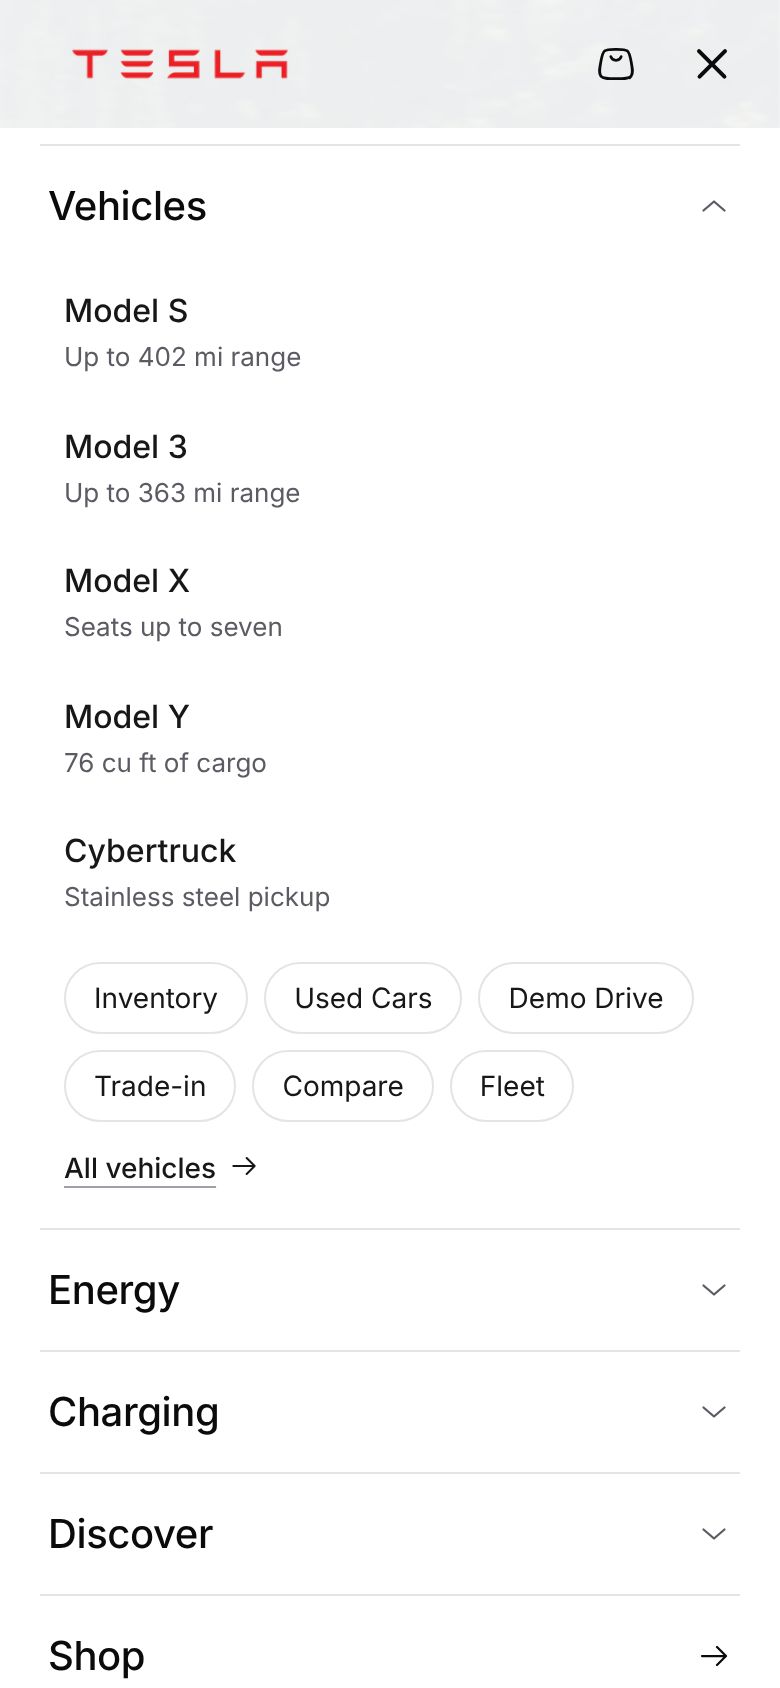 TESLA
Vehicles
Model S
Up to 402 mi range
Model 3
Up to 363 mi range
Model X
Seats up to seven
Model Y
76 cu ft of cargo
Cybertruck
Stainless steel pickup
Inventory Used Cars Demo Drive
Trade-in Compare Fleet
All vehicles →
Energy
Charging
Discover
Shop →